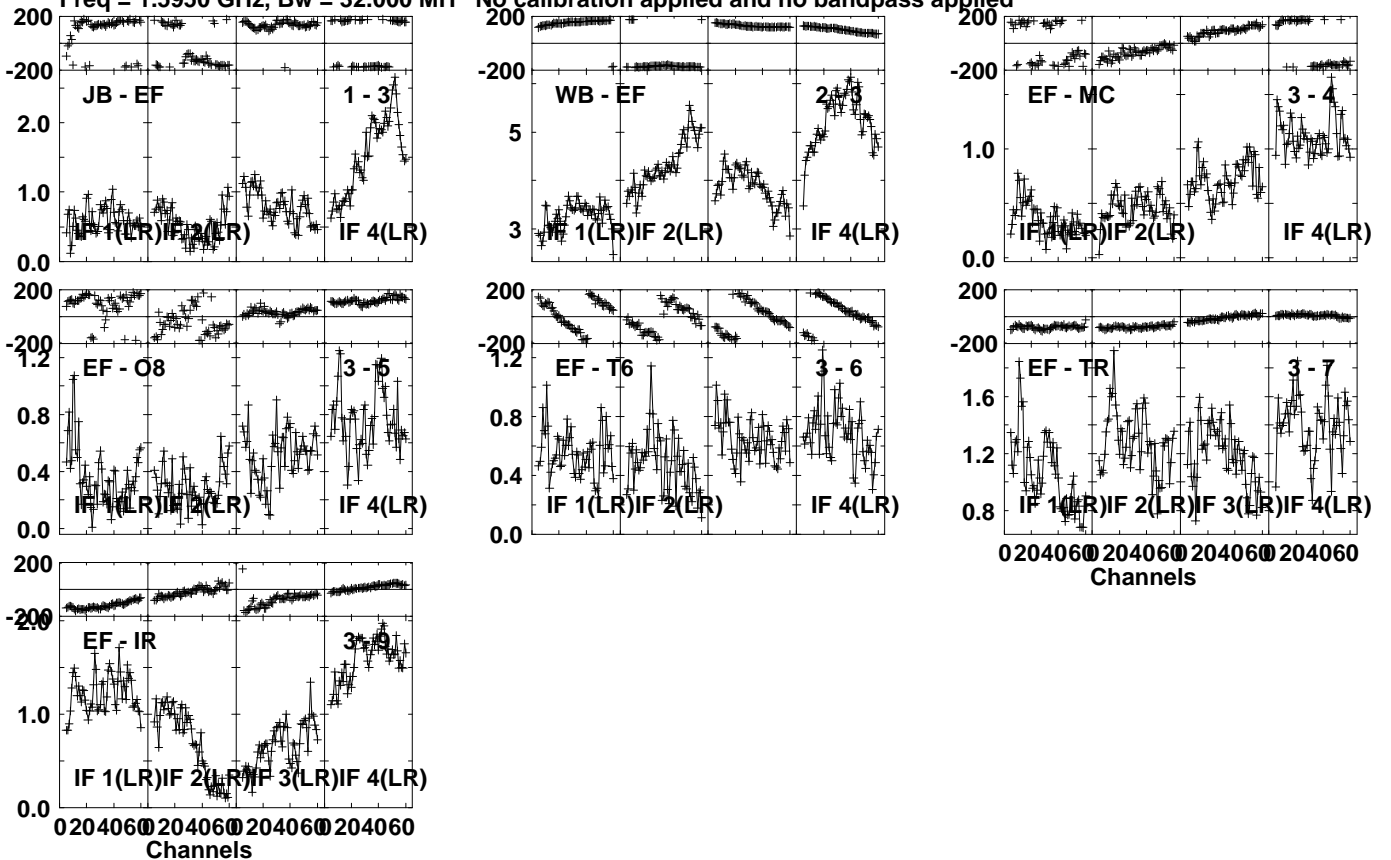 Freq = 1.5950 GHz, Bw = 32.000 MH No calibration applied and no bandpass applied
200
-200
JB - EF 1 - 3
2.0
1.0
0.0
IF 1(LR) IF 2(LR) IF 4(LR)
WB - EF 2 - 3
200
-200
5
3
IF 1(LR) IF 2(LR) IF 4(LR)
200
-200
EF - MC 3 - 4
1.0
0.0
IF 1(LR) IF 2(LR) IF 4(LR)
200
-200
1.2
EF - O8 3 - 5
0.8
0.4
0.0
IF 1(LR) IF 2(LR) IF 4(LR)
200
-200
1.2
EF - T6 3 - 6
0.8
0.4
0.0
IF 1(LR) IF 2(LR) IF 4(LR)
200
-200
EF - TR 3 - 7
1.6
1.2
0.8
IF 1(LR) IF 2(LR) IF 3(LR) IF 4(LR)
0 20 40 60 0 20 40 60 0 20 40 60 0 20 40 60
Channels
200
-200
2.0
EF - IR 3 - 9
1.0
0.0
IF 1(LR) IF 2(LR) IF 3(LR) IF 4(LR)
0 20 40 60 0 20 40 60 0 20 40 60 0 20 40 60
Channels